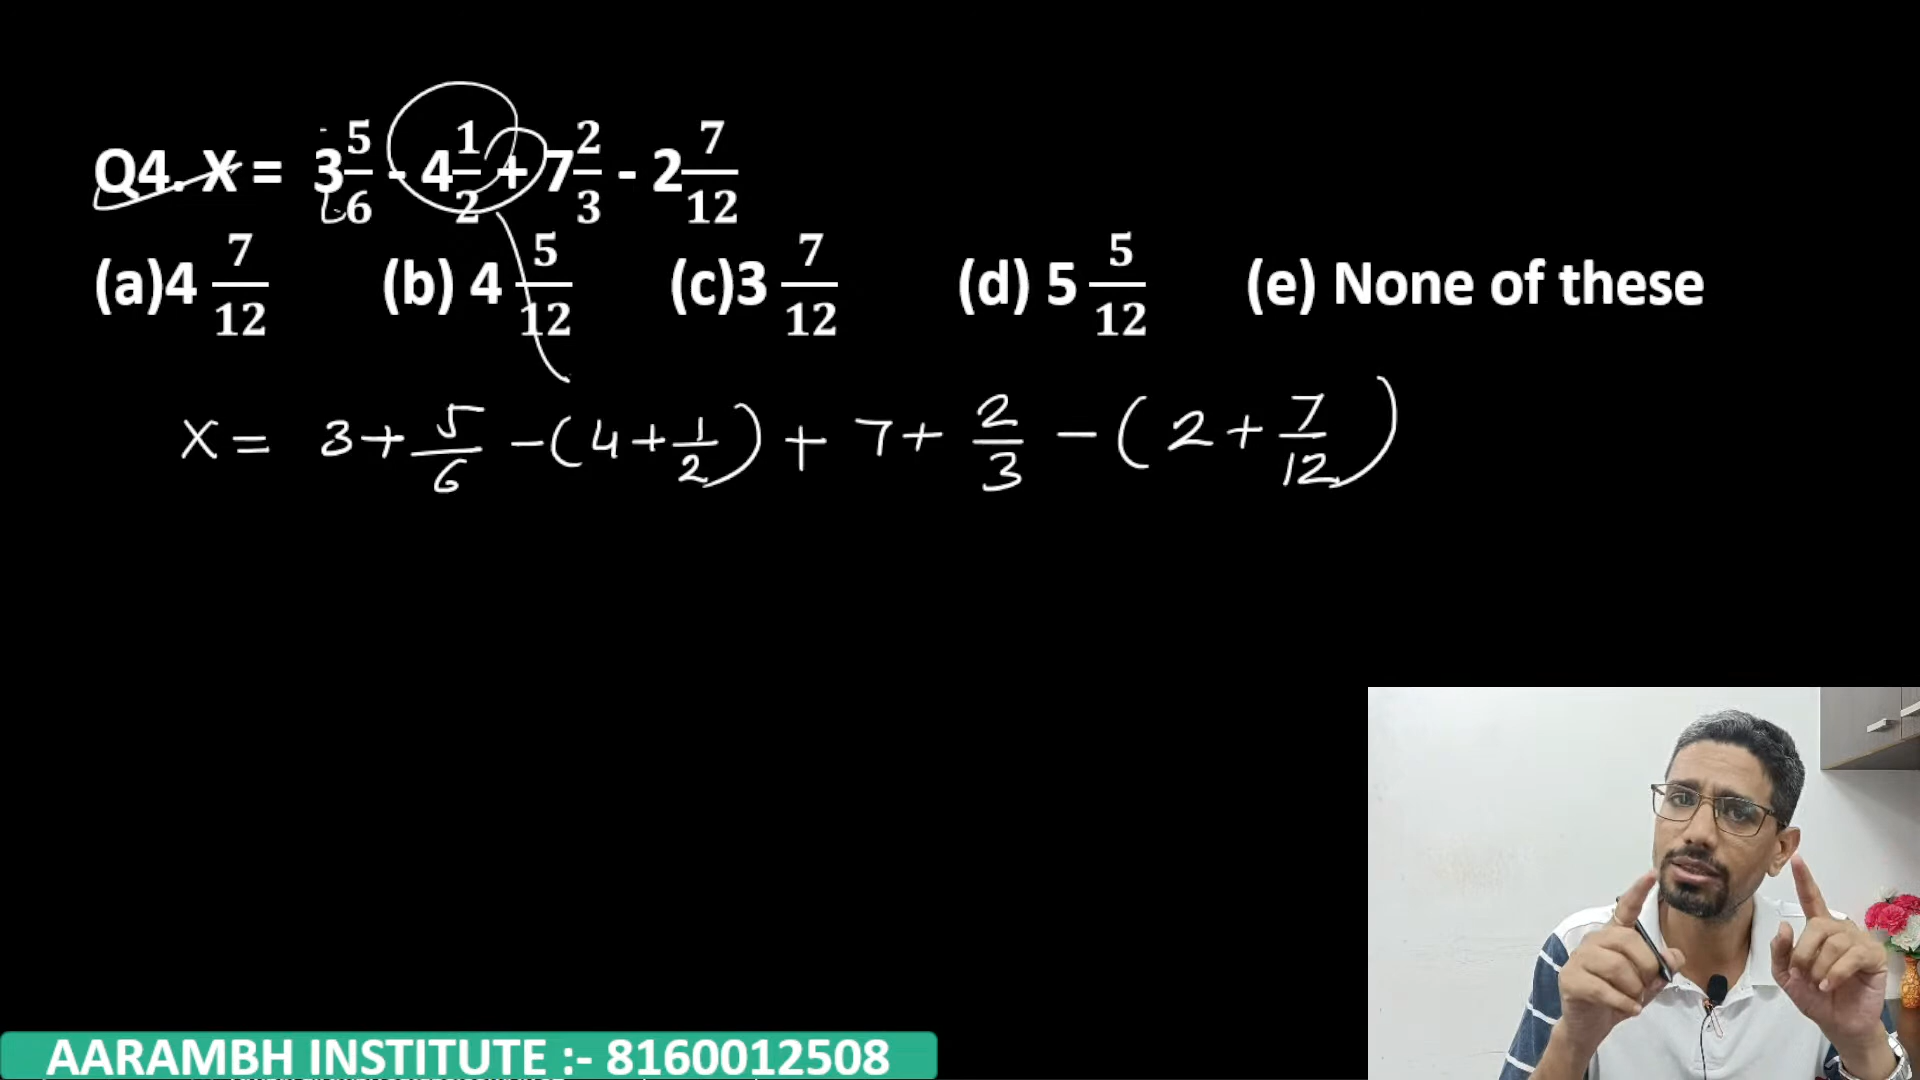 Q4. X = 3 5/6 - 4 1/2 + 7 2/3 - 2 7/12
(a)4 7/12 (b) 4 5/12 (c)3 7/12 (d) 5 5/12 (e) None of these
X = 3+5/6 -(4+1/2) + 7+ 2/3 - (2+7/12)
AARAMBH INSTITUTE :- 8160012508